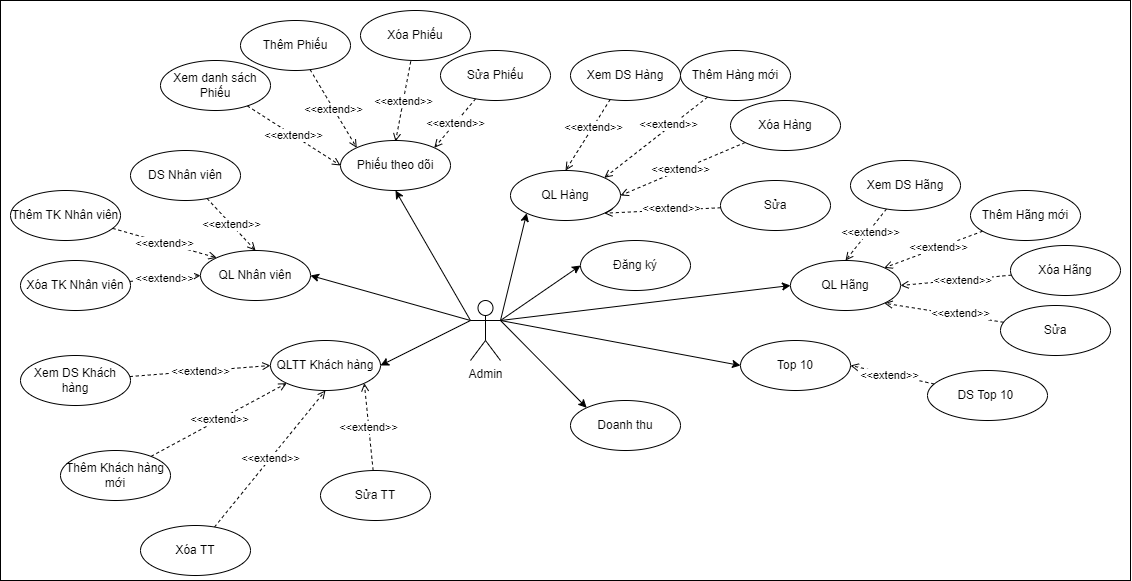 Thêm Phiếu
Xóa Phiếu
Xem danh sách
Phiếu
Sửa Phiếu
<<extend>>
<<extend>>
<<extend>>
<<extend>>
Phiếu theo dõi
Xem DS Hàng
Thêm Hàng mới
Xóa Hàng
Sửa
<<extend>>
<<extend>>
<<extend>>
<<extend>>
QL Hàng
DS Nhân viên
Thêm TK Nhân viên
Xóa TK Nhân viên
<<extend>>
<<extend>>
<<extend>>
QL Nhân viên
Đăng ký
Xem DS Hãng
Thêm Hãng mới
Xóa Hãng
Sửa
<<extend>>
<<extend>>
<<extend>>
<<extend>>
QL Hãng
Admin
QLTT Khách hàng
Xem DS Khách
hàng
<<extend>>
<<extend>>
<<extend>>
<<extend>>
Thêm Khách hàng
mới
Xóa TT
Sửa TT
Top 10
<<extend>>
DS Top 10
Doanh thu